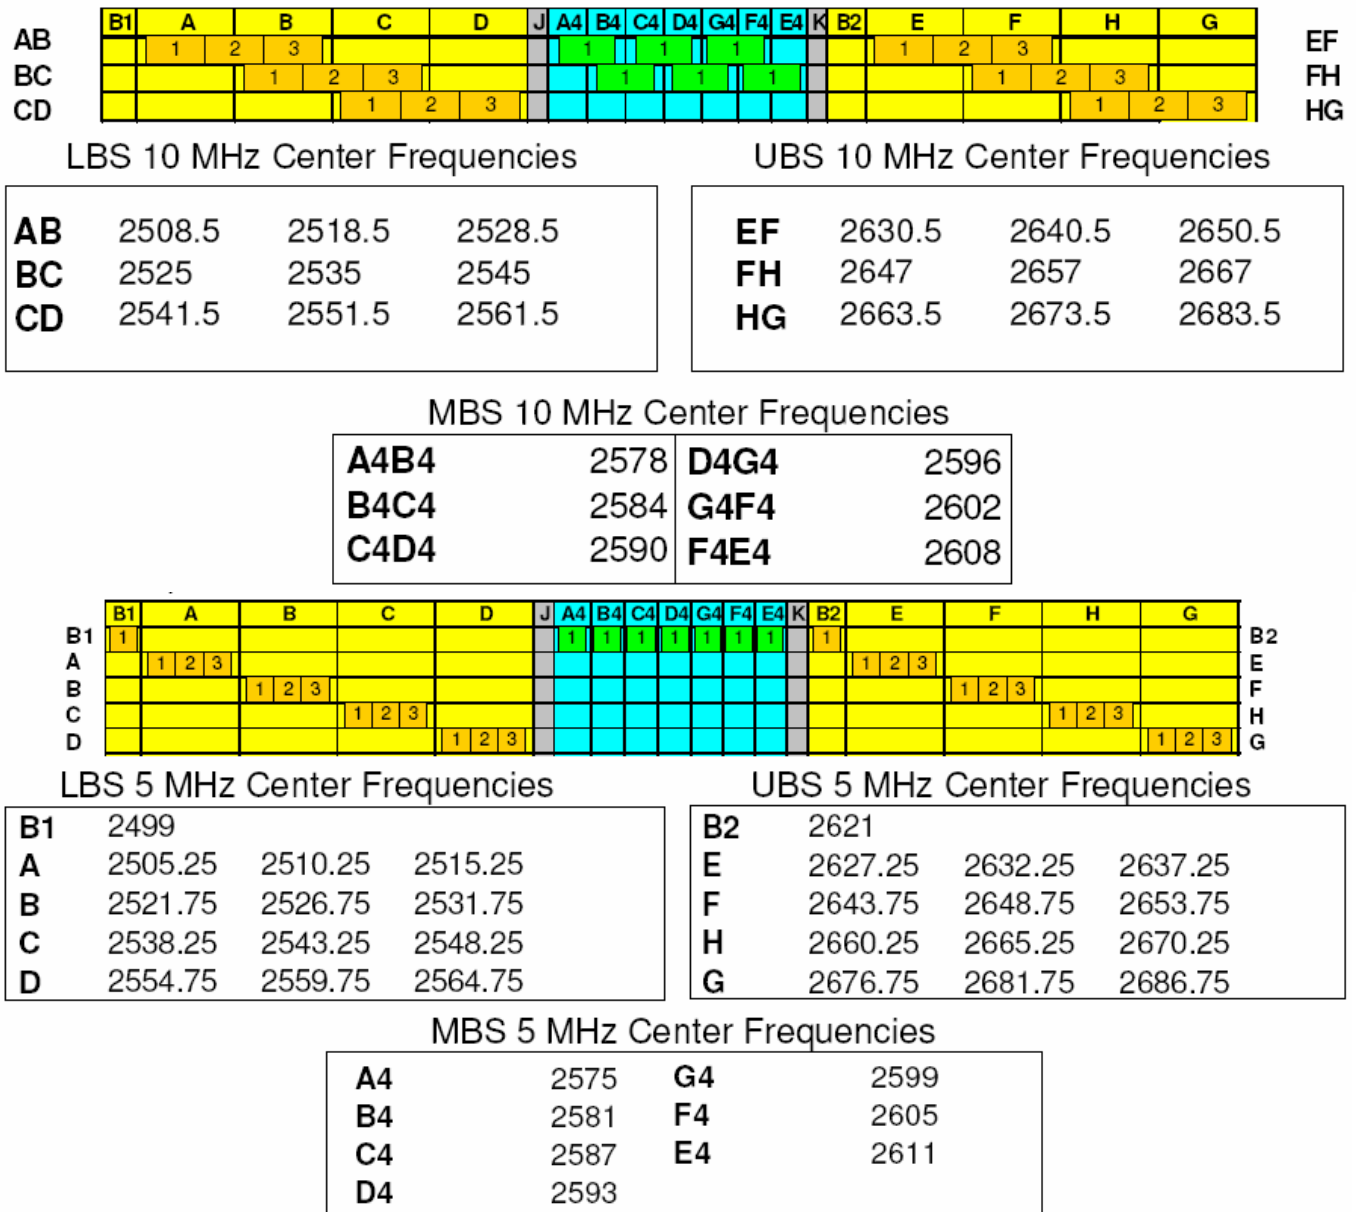 B1 A B C D J A4 B4 C4 D4 G4 F4 E4 K B2 E F H G
AB 1 2 3 1 1 1 1 2 3 EF
BC 1 2 3 1 1 1 1 2 3 FH
CD 1 2 3 1 2 3 HG
LBS 10 MHz Center Frequencies
AB 2508.5 2518.5 2528.5
BC 2525 2535 2545
CD 2541.5 2551.5 2561.5
UBS 10 MHz Center Frequencies
EF 2630.5 2640.5 2650.5
FH 2647 2657 2667
HG 2663.5 2673.5 2683.5
MBS 10 MHz Center Frequencies
A4B4 2578 D4G4 2596
B4C4 2584 G4F4 2602
C4D4 2590 F4E4 2608
B1 A B C D J A4 B4 C4 D4 G4 F4 E4 K B2 E F H G
B1 1 1 1 1 1 1 1 1 1 B2
A 1 2 3 1 2 3 E
B 1 2 3 1 2 3 F
C 1 2 3 1 2 3 H
D 1 2 3 1 2 3 G
LBS 5 MHz Center Frequencies
B1 2499
A 2505.25 2510.25 2515.25
B 2521.75 2526.75 2531.75
C 2538.25 2543.25 2548.25
D 2554.75 2559.75 2564.75
UBS 5 MHz Center Frequencies
B2 2621
E 2627.25 2632.25 2637.25
F 2643.75 2648.75 2653.75
H 2660.25 2665.25 2670.25
G 2676.75 2681.75 2686.75
MBS 5 MHz Center Frequencies
A4 2575 G4 2599
B4 2581 F4 2605
C4 2587 E4 2611
D4 2593